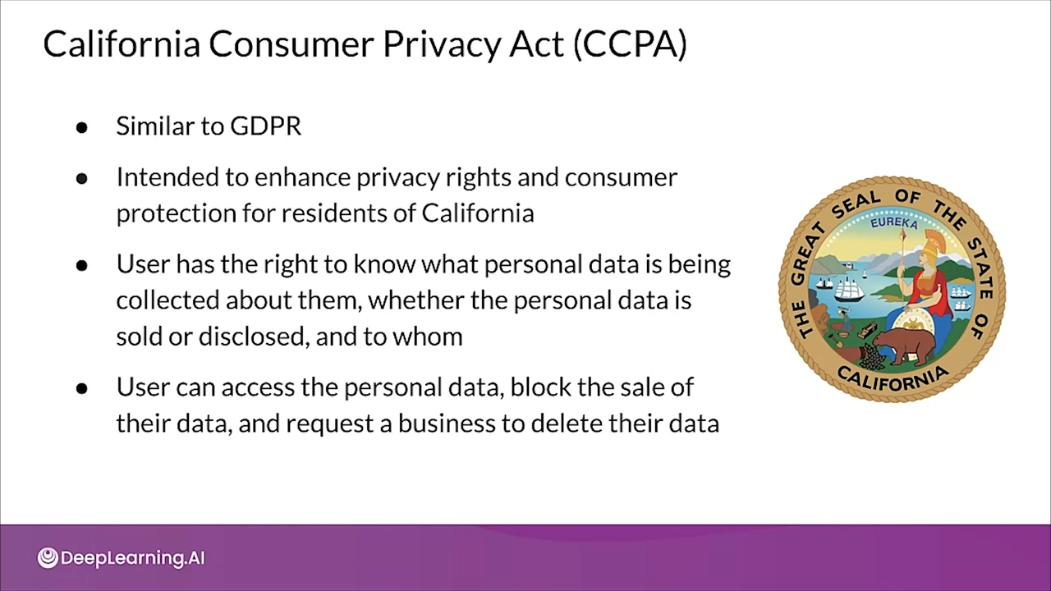 California Consumer Privacy Act (CCPA)
● Similar to GDPR
● Intended to enhance privacy rights and consumer
protection for residents of California
● User has the right to know what personal data is being
collected about them, whether the personal data is
sold or disclosed, and to whom
● User can access the personal data, block the sale of
their data, and request a business to delete their data
THE GREAT SEAL OF THE STATE OF
EUREKA
CALIFORNIA
DeepLearning.AI